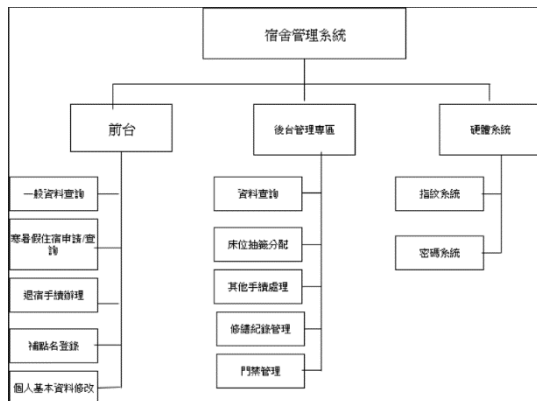 宿舍管理系統
前台
後台管理專區
硬體系統
一般資料查詢
寒暑假住宿申請/查
詢
退宿手續辦理
補點名登錄
個人基本資料修改
資料查詢
床位抽籤分配
其他手續處理
修繕紀錄管理
門禁管理
指紋系統
密碼系統